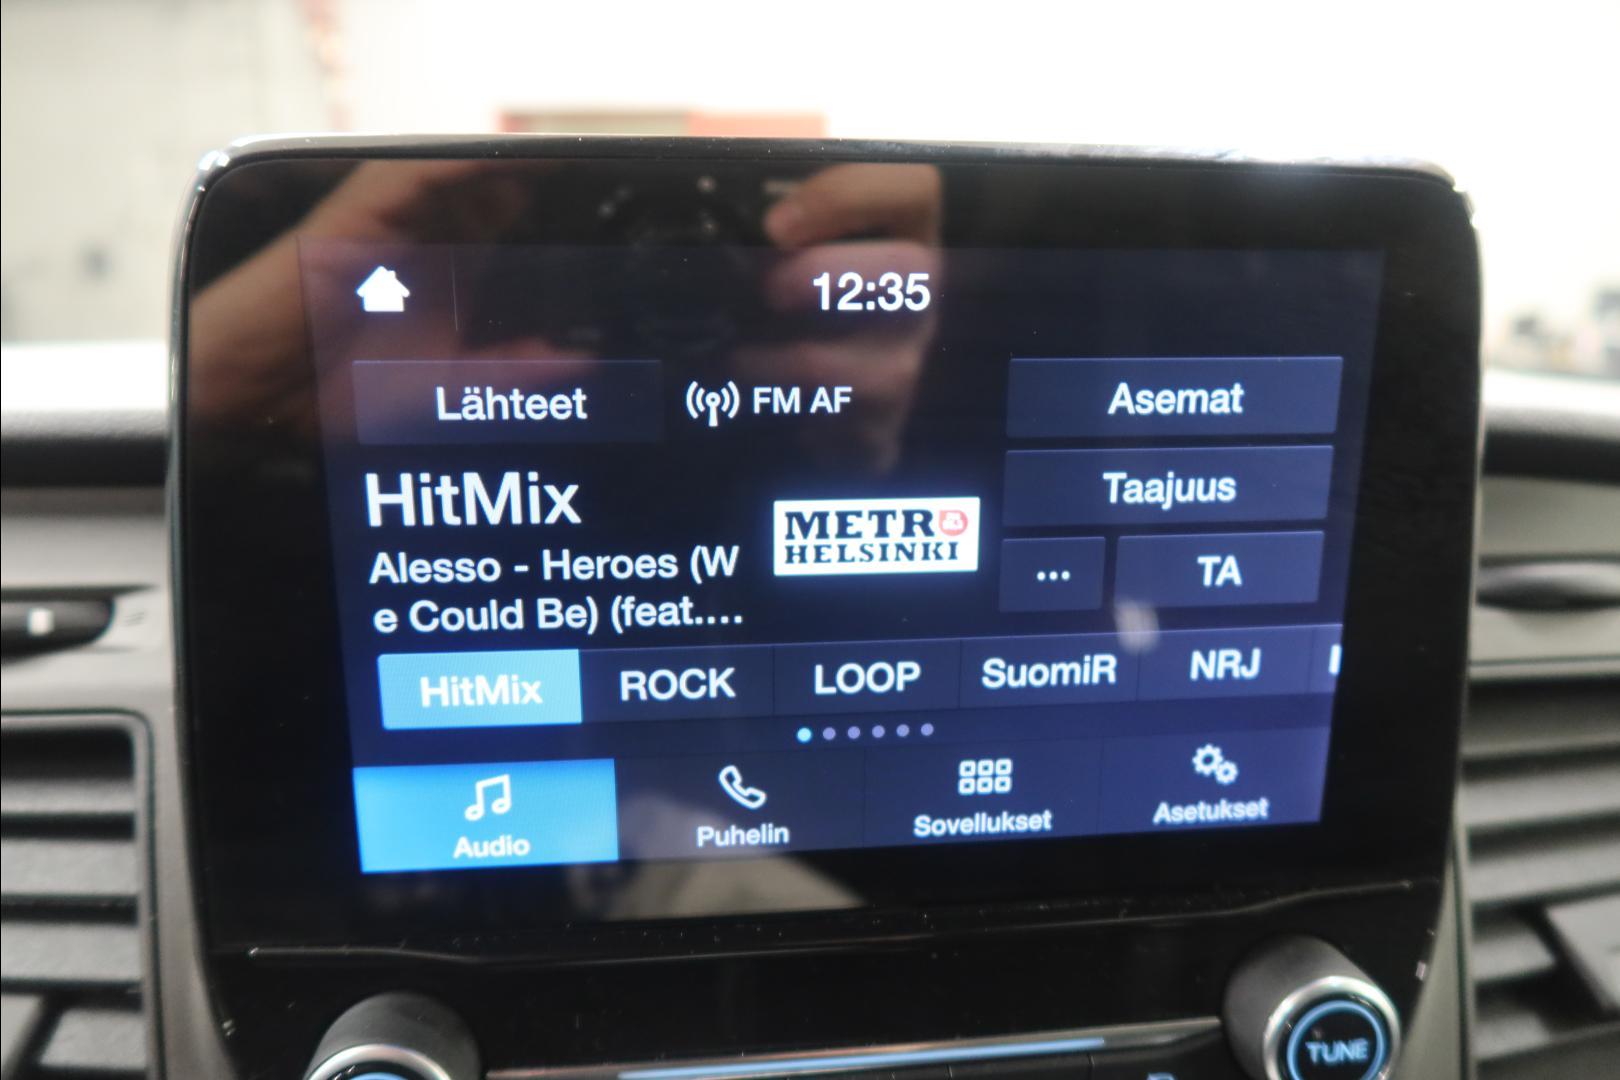 12:35
Lähteet
FM AF
Asemat
HitMix
METRO
HELSINKI
Taajuus
Alesso - Heroes (W
e Could Be) (feat....
...
TA
HitMix
ROCK
LOOP
SuomiR
NRJ
Audio
Puhelin
Sovellukset
Asetukset
TUNE